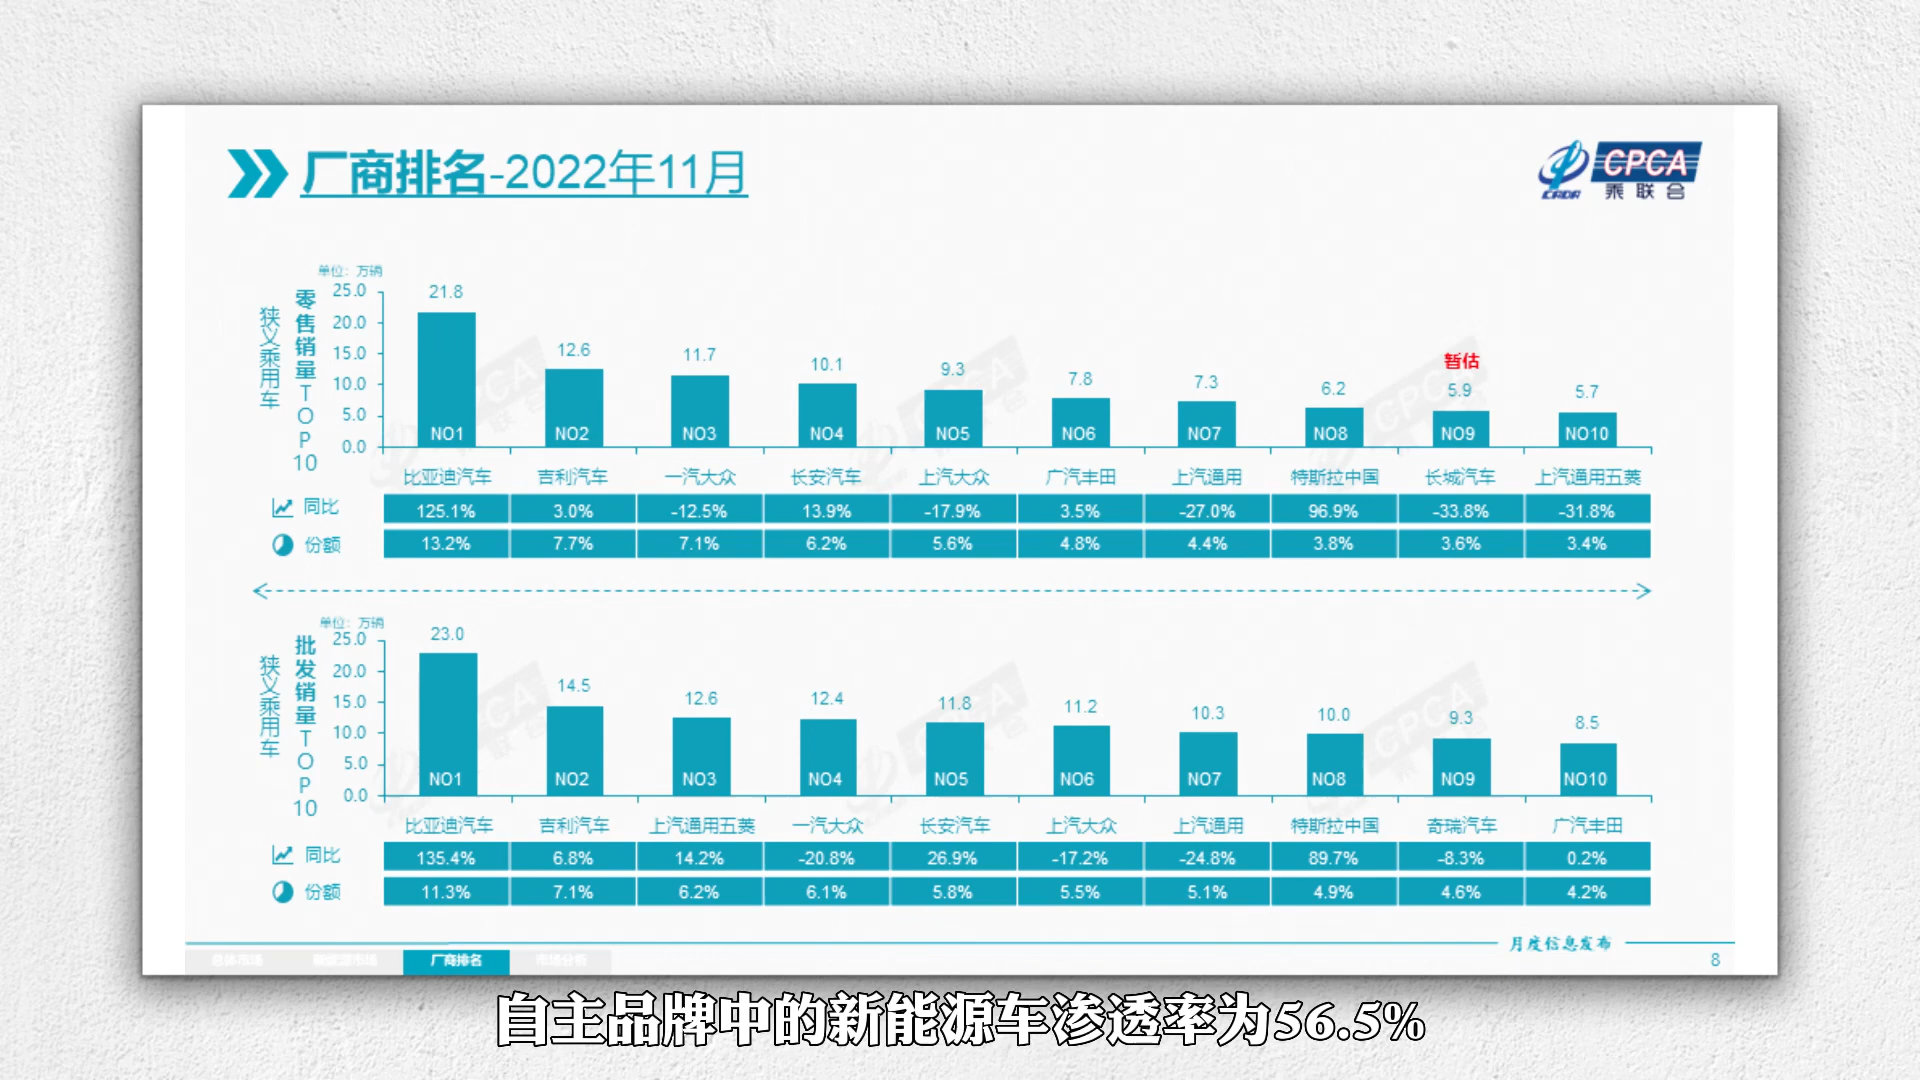 厂商排名-2022年11月
CPCA
CADA
乘联合
单位：万辆
狭义乘用车
零售销量TOP10
25.0
20.0
15.0
10.0
5.0
0.0
21.8
12.6
11.7
10.1
9.3
7.8
7.3
6.2
暂估
5.9
5.7
NO1 NO2 NO3 NO4 NO5 NO6 NO7 NO8 NO9 NO10
比亚迪汽车 吉利汽车 一汽大众 长安汽车 上汽大众 广汽丰田 上汽通用 特斯拉中国 长城汽车 上汽通用五菱
同比 125.1% 3.0% -12.5% 13.9% -17.9% 3.5% -27.0% 96.9% -33.8% -31.8%
份额 13.2% 7.7% 7.1% 6.2% 5.6% 4.8% 4.4% 3.8% 3.6% 3.4%
单位：万辆
狭义乘用车
批发销量TOP10
25.0
20.0
15.0
10.0
5.0
0.0
23.0
14.5
12.6
12.4
11.8
11.2
10.3
10.0
9.3
8.5
NO1 NO2 NO3 NO4 NO5 NO6 NO7 NO8 NO9 NO10
比亚迪汽车 吉利汽车 上汽通用五菱 一汽大众 长安汽车 上汽大众 上汽通用 特斯拉中国 奇瑞汽车 广汽丰田
同比 135.4% 6.8% 14.2% -20.8% 26.9% -17.2% -24.8% 89.7% -8.3% 0.2%
份额 11.3% 7.1% 6.2% 6.1% 5.8% 5.5% 5.1% 4.9% 4.6% 4.2%
月度信息发布
总体市场 新能源市场 厂商排名 市场分析
8
自主品牌中的新能源车渗透率为56.5%